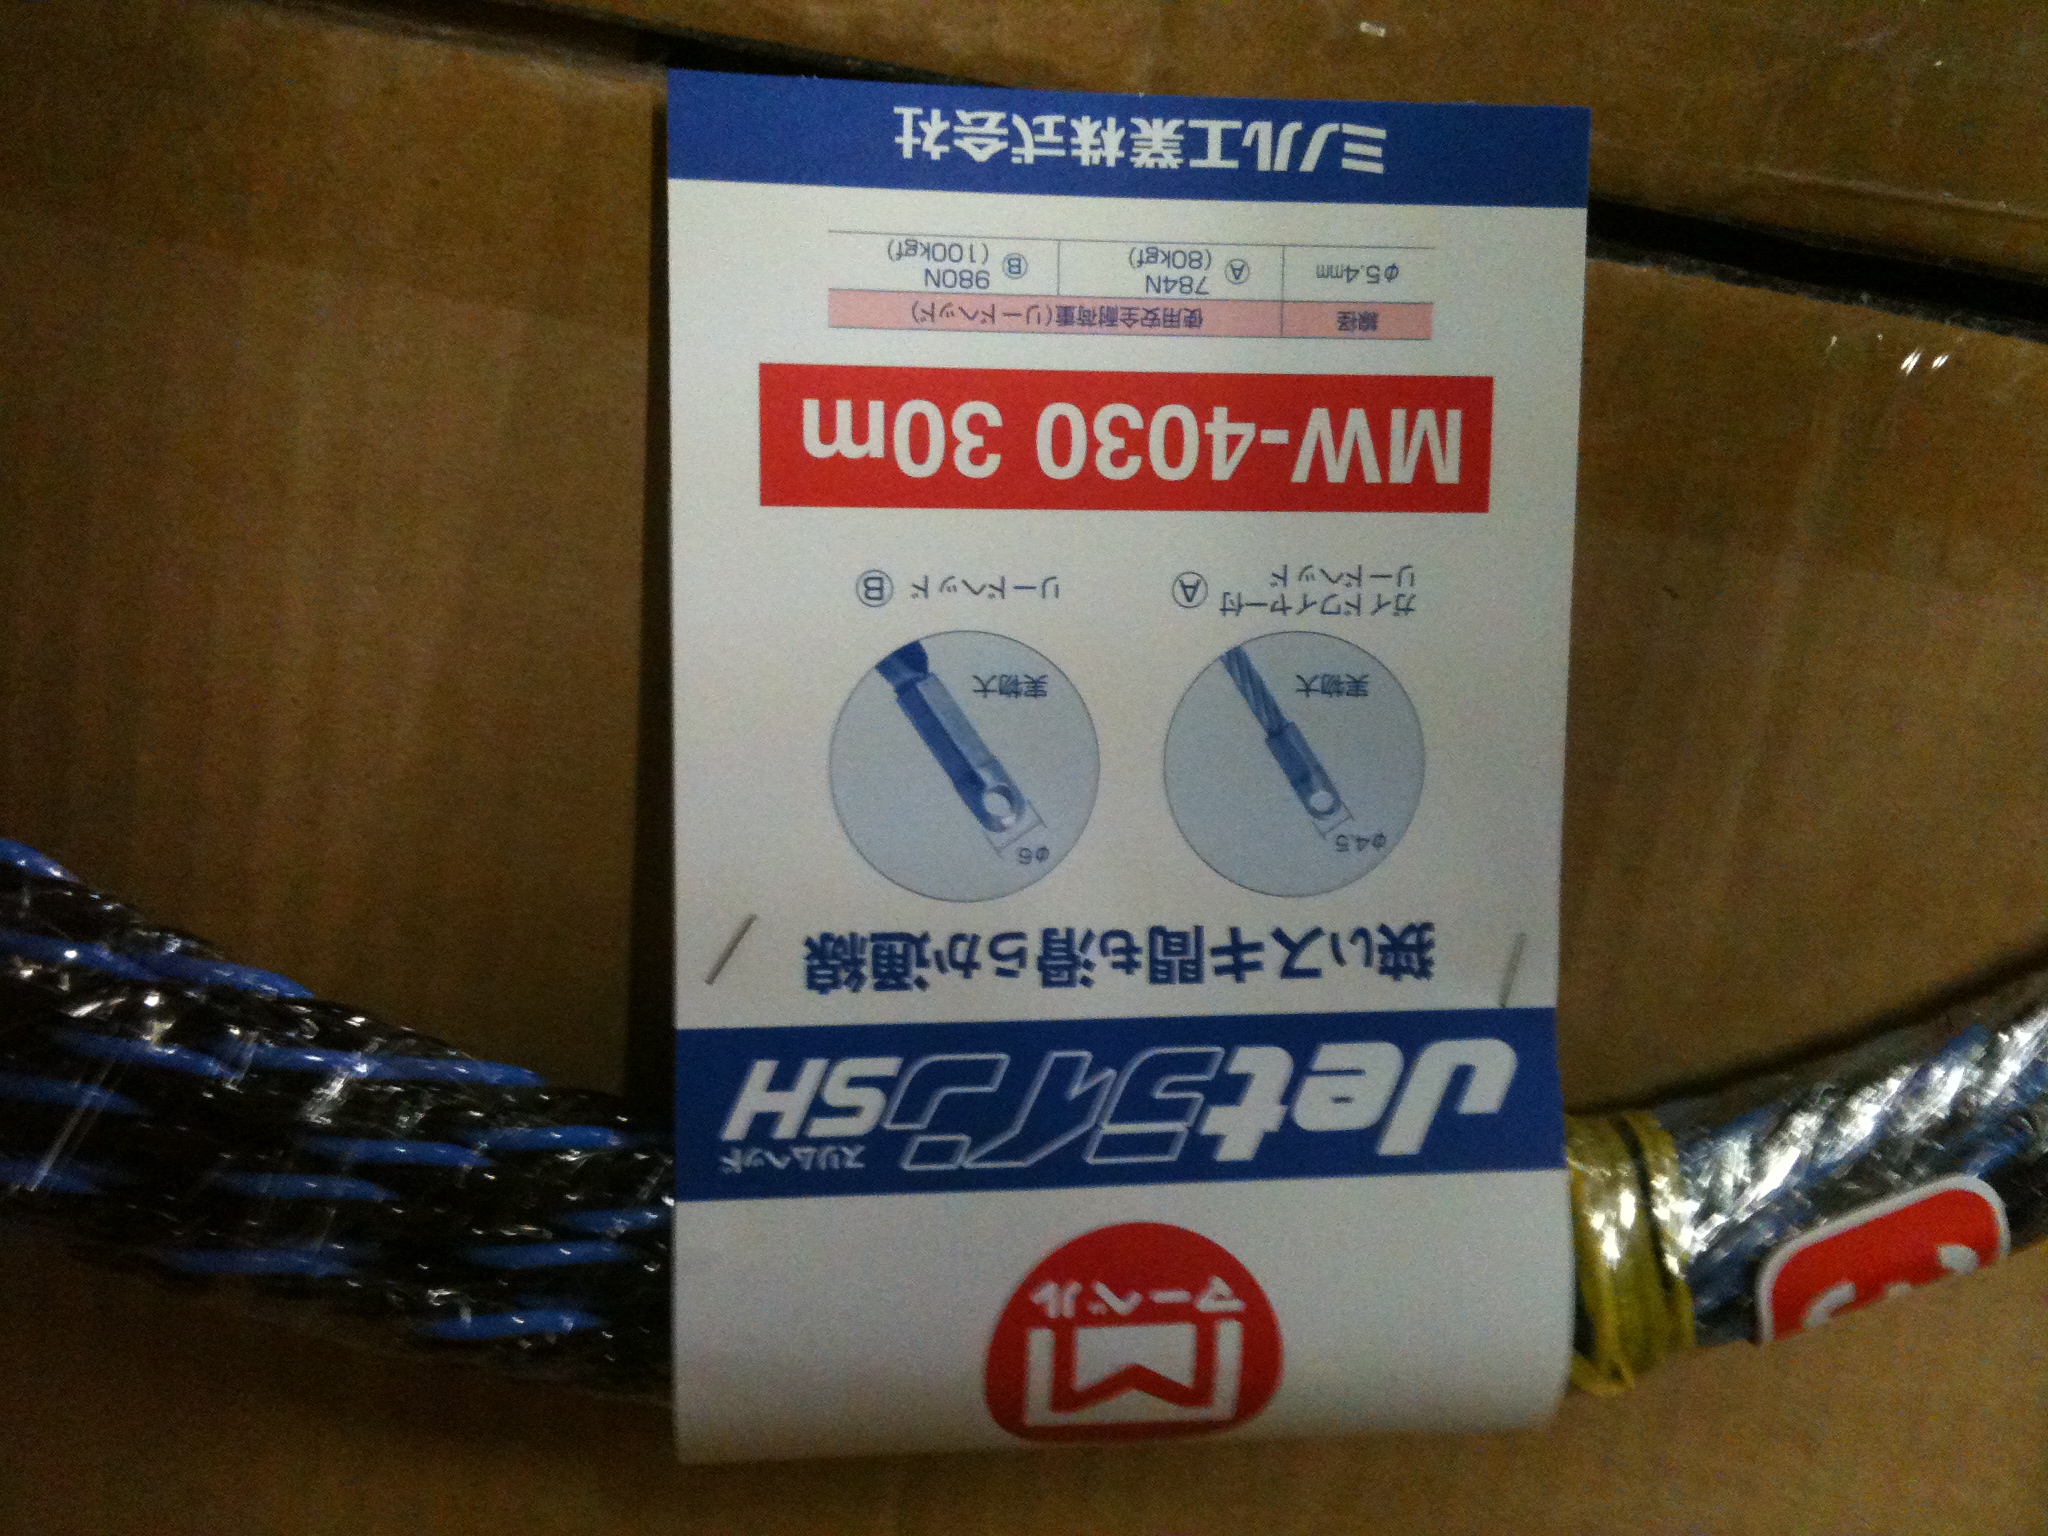 マーベル
Jetライン SH
スリムヘッド
狭いスキ間も滑らか通線
φ4.5
実物大
ガイドワイヤー付
リードヘッド
A
φ6
実物大
リードヘッド
B
MW-4030 30m
線径 使用安全耐荷重(リードヘッド)
φ5.4mm A 784N (80kgf) B 980N (100kgf)
ミノル工業株式会社